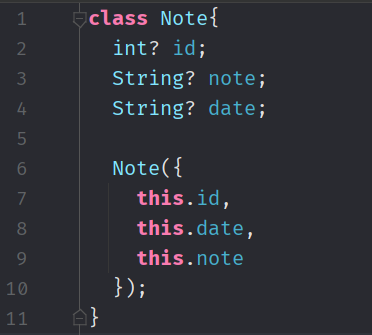 1 class Note{
2   int? id;
3   String? note;
4   String? date;
5
6   Note({
7     this.id,
8     this.date,
9     this.note
10   });
11 }